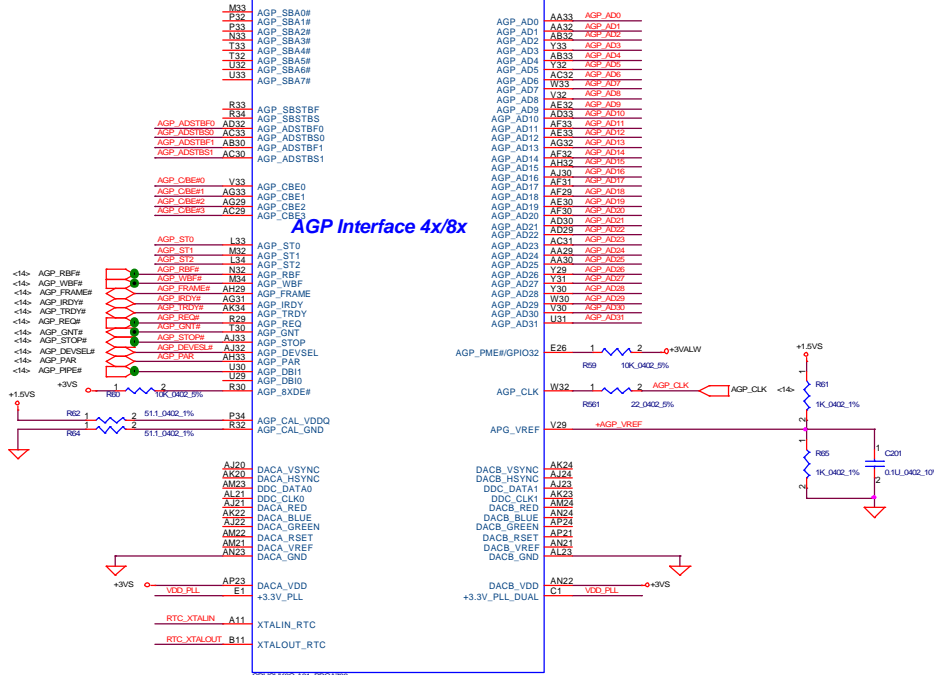 M33 AGP_SBA0#
P32 AGP_SBA1#
P33 AGP_SBA2#
N33 AGP_SBA3#
T33 AGP_SBA4#
T32 AGP_SBA5#
U32 AGP_SBA6#
U33 AGP_SBA7#
R33 AGP_SBSTBF
R34 AGP_SBSTBS
AGP_ADSTBF0 AD32 AGP_ADSTBF0
AGP_ADSTBS0 AC33 AGP_ADSTBS0
AGP_ADSTBF1 AB30 AGP_ADSTBF1
AGP_ADSTBS1 AC30 AGP_ADSTBS1
AGP_C/BE#0 V33 AGP_CBE0
AGP_C/BE#1 AG33 AGP_CBE1
AGP_C/BE#2 AG29 AGP_CBE2
AGP_C/BE#3 AC29 AGP_CBE3
AGP Interface 4x/8x
AGP_ST0 L33 AGP_ST0
AGP_ST1 M32 AGP_ST1
AGP_ST2 L34 AGP_ST2
<14> AGP_RBF# AGP_RBF# N32 AGP_RBF
<14> AGP_WBF# AGP_WBF# M34 AGP_WBF
<14> AGP_FRAME# AGP_FRAME# AH29 AGP_FRAME
<14> AGP_IRDY# AGP_IRDY# AG31 AGP_IRDY
<14> AGP_TRDY# AGP_TRDY# AK34 AGP_TRDY
<14> AGP_REQ# AGP_REQ# R29 AGP_REQ
<14> AGP_GNT# AGP_GNT# T30 AGP_GNT
<14> AGP_STOP# AGP_STOP# AJ33 AGP_STOP
<14> AGP_DEVSEL# AGP_DEVESL# AJ32 AGP_DEVSEL
<14> AGP_PAR AGP_PAR AH33 AGP_PAR
<14> AGP_PIPE# U30 AGP_DBI1
U29 AGP_DBI0
+3VS R60 1 2 10K_0402_5% R30 AGP_8XDE#
+1.5VS
R62 1 2 51.1_0402_1% P34 AGP_CAL_VDDQ
R64 1 2 51.1_0402_1% R32 AGP_CAL_GND
AJ20 DACA_VSYNC
AK20 DACA_HSYNC
AM23 DDC_DATA0
AL21 DDC_CLK0
AJ21 DACA_RED
AK22 DACA_BLUE
AJ22 DACA_GREEN
AM22 DACA_RSET
AM21 DACA_VREF
AN23 DACA_GND
+3VS AP23 DACA_VDD
VDD_PLL E1 +3.3V_PLL
RTC_XTALIN A11 XTALIN_RTC
RTC_XTALOUT B11 XTALOUT_RTC
AGP_AD0 AA33 AGP_AD0
AGP_AD1 AA32 AGP_AD1
AGP_AD2 AB32 AGP_AD2
AGP_AD3 Y33 AGP_AD3
AGP_AD4 AB33 AGP_AD4
AGP_AD5 Y32 AGP_AD5
AGP_AD6 AC32 AGP_AD6
AGP_AD7 W33 AGP_AD7
AGP_AD8 V32 AGP_AD8
AGP_AD9 AE32 AGP_AD9
AGP_AD10 AD33 AGP_AD10
AGP_AD11 AF33 AGP_AD11
AGP_AD12 AE33 AGP_AD12
AGP_AD13 AG32 AGP_AD13
AGP_AD14 AF32 AGP_AD14
AGP_AD15 AH32 AGP_AD15
AGP_AD16 AJ30 AGP_AD16
AGP_AD17 AF31 AGP_AD17
AGP_AD18 AF29 AGP_AD18
AGP_AD19 AE30 AGP_AD19
AGP_AD20 AF30 AGP_AD20
AGP_AD21 AD30 AGP_AD21
AGP_AD22 AD29 AGP_AD22
AGP_AD23 AC31 AGP_AD23
AGP_AD24 AA29 AGP_AD24
AGP_AD25 AA30 AGP_AD25
AGP_AD26 Y29 AGP_AD26
AGP_AD27 Y31 AGP_AD27
AGP_AD28 Y30 AGP_AD28
AGP_AD29 W30 AGP_AD29
AGP_AD30 V30 AGP_AD30
AGP_AD31 U31 AGP_AD31
AGP_PME#/GPIO32 E26 1 2 +3VALW
R59 10K_0402_5%
AGP_CLK W32 1 2 AGP_CLK AGP_CLK <14>
R561 22_0402_5%
APG_VREF V29 +AGP_VREF
+1.5VS
1 R61
1K_0402_1%
2
1 R65
1K_0402_1%
2
1 C201
0.1U_0402_10V
2
DACB_VSYNC AK24
DACB_HSYNC AJ24
DDC_DATA1 AJ23
DDC_CLK1 AK23
DACB_RED AM24
DACB_BLUE AN24
DACB_GREEN AP24
DACB_RSET AP21
DACB_VREF AN21
DACB_GND AL23
DACB_VDD AN22 +3VS
+3.3V_PLL_DUAL C1 VDD_PLL